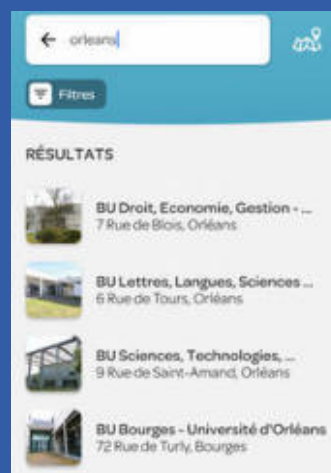 orleans
Filtres
RÉSULTATS
BU Droit, Economie, Gestion - ...
7 Rue de Blois, Orléans
BU Lettres, Langues, Sciences ...
6 Rue de Tours, Orléans
BU Sciences, Technologies, ...
9 Rue de Saint-Amand, Orléans
BU Bourges - Université d'Orléans
72 Rue de Turly, Bourges